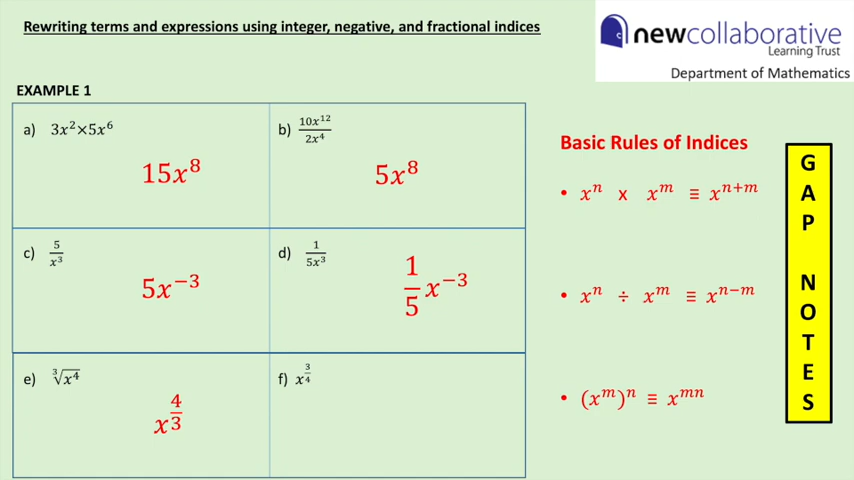 Rewriting terms and expressions using integer, negative, and fractional indices
newcollaborative
Learning Trust
Department of Mathematics
EXAMPLE 1
a) 3x²×5x⁶
15x⁸
b) 10x¹²/2x⁴
5x⁸
c) 5/x³
5x⁻³
d) 1/5x³
1/5 x⁻³
e) ∛x⁴
x^(4/3)
f) x^(3/4)
Basic Rules of Indices
• xⁿ x xᵐ ≡ xⁿ⁺ᵐ
• xⁿ ÷ xᵐ ≡ xⁿ⁻ᵐ
• (xᵐ)ⁿ ≡ xᵐⁿ
GAP NOTES